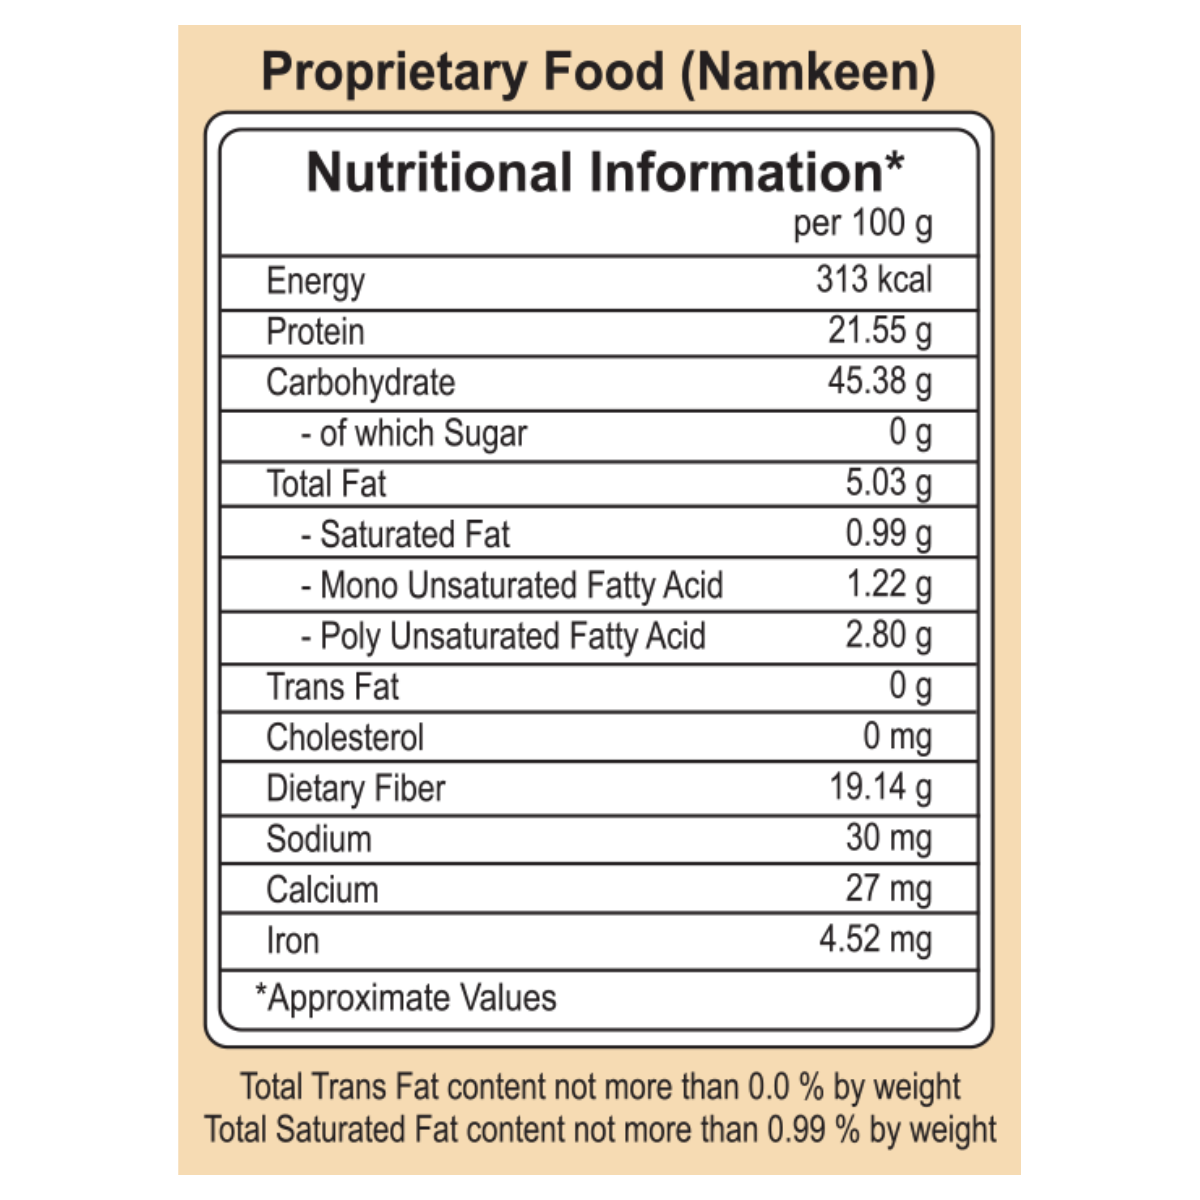 Proprietary Food (Namkeen)
Nutritional Information*
per 100 g
Energy 313 kcal
Protein 21.55 g
Carbohydrate 45.38 g
- of which Sugar 0 g
Total Fat 5.03 g
- Saturated Fat 0.99 g
- Mono Unsaturated Fatty Acid 1.22 g
- Poly Unsaturated Fatty Acid 2.80 g
Trans Fat 0 g
Cholesterol 0 mg
Dietary Fiber 19.14 g
Sodium 30 mg
Calcium 27 mg
Iron 4.52 mg
*Approximate Values
Total Trans Fat content not more than 0.0 % by weight
Total Saturated Fat content not more than 0.99 % by weight